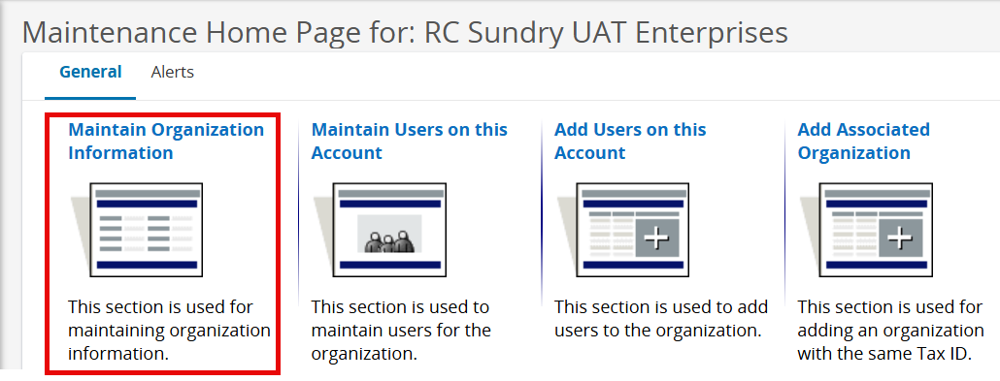 Maintenance Home Page for: RC Sundry UAT Enterprises
General
Alerts
Maintain Organization
Information
This section is used for
maintaining organization
information.
Maintain Users on this
Account
This section is used to
maintain users for the
organization.
Add Users on this
Account
This section is used to add
users to the organization.
Add Associated
Organization
This section is used for
adding an organization
with the same Tax ID.